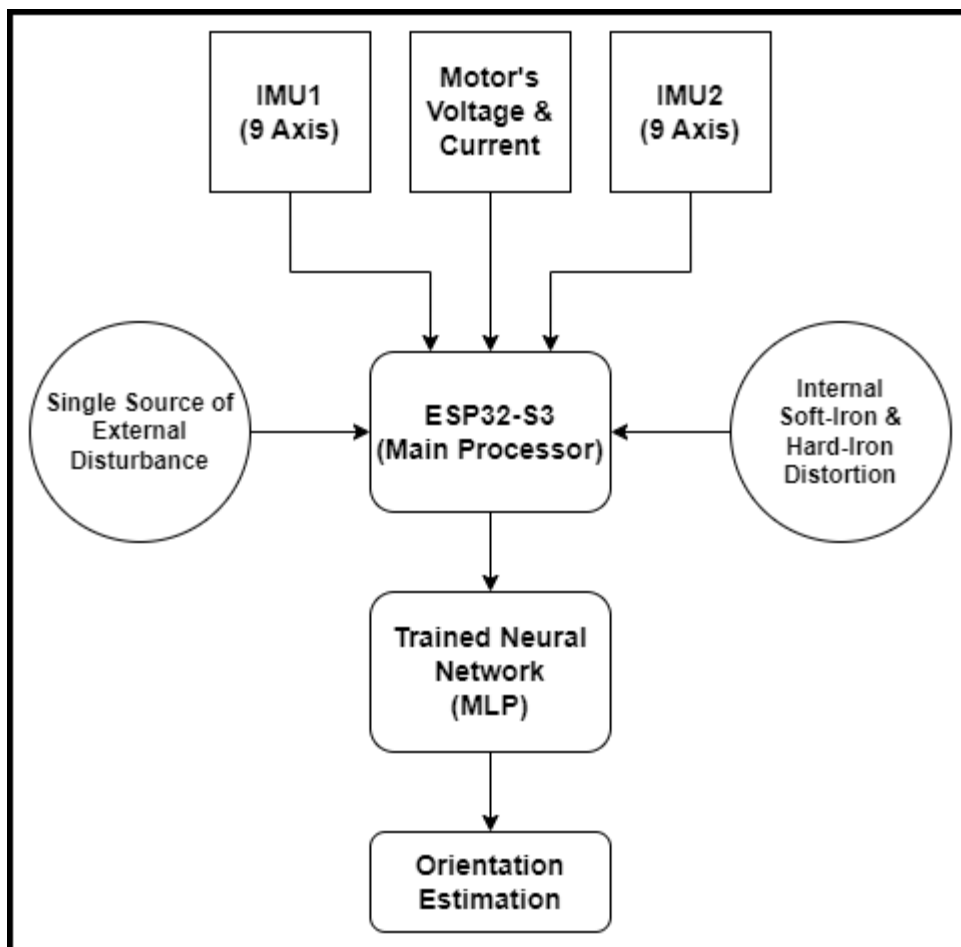 IMU1
(9 Axis)
Motor's
Voltage &
Current
IMU2
(9 Axis)
Single Source of
External
Disturbance
ESP32-S3
(Main Processor)
Internal
Soft-Iron &
Hard-Iron
Distortion
Trained Neural
Network
(MLP)
Orientation
Estimation